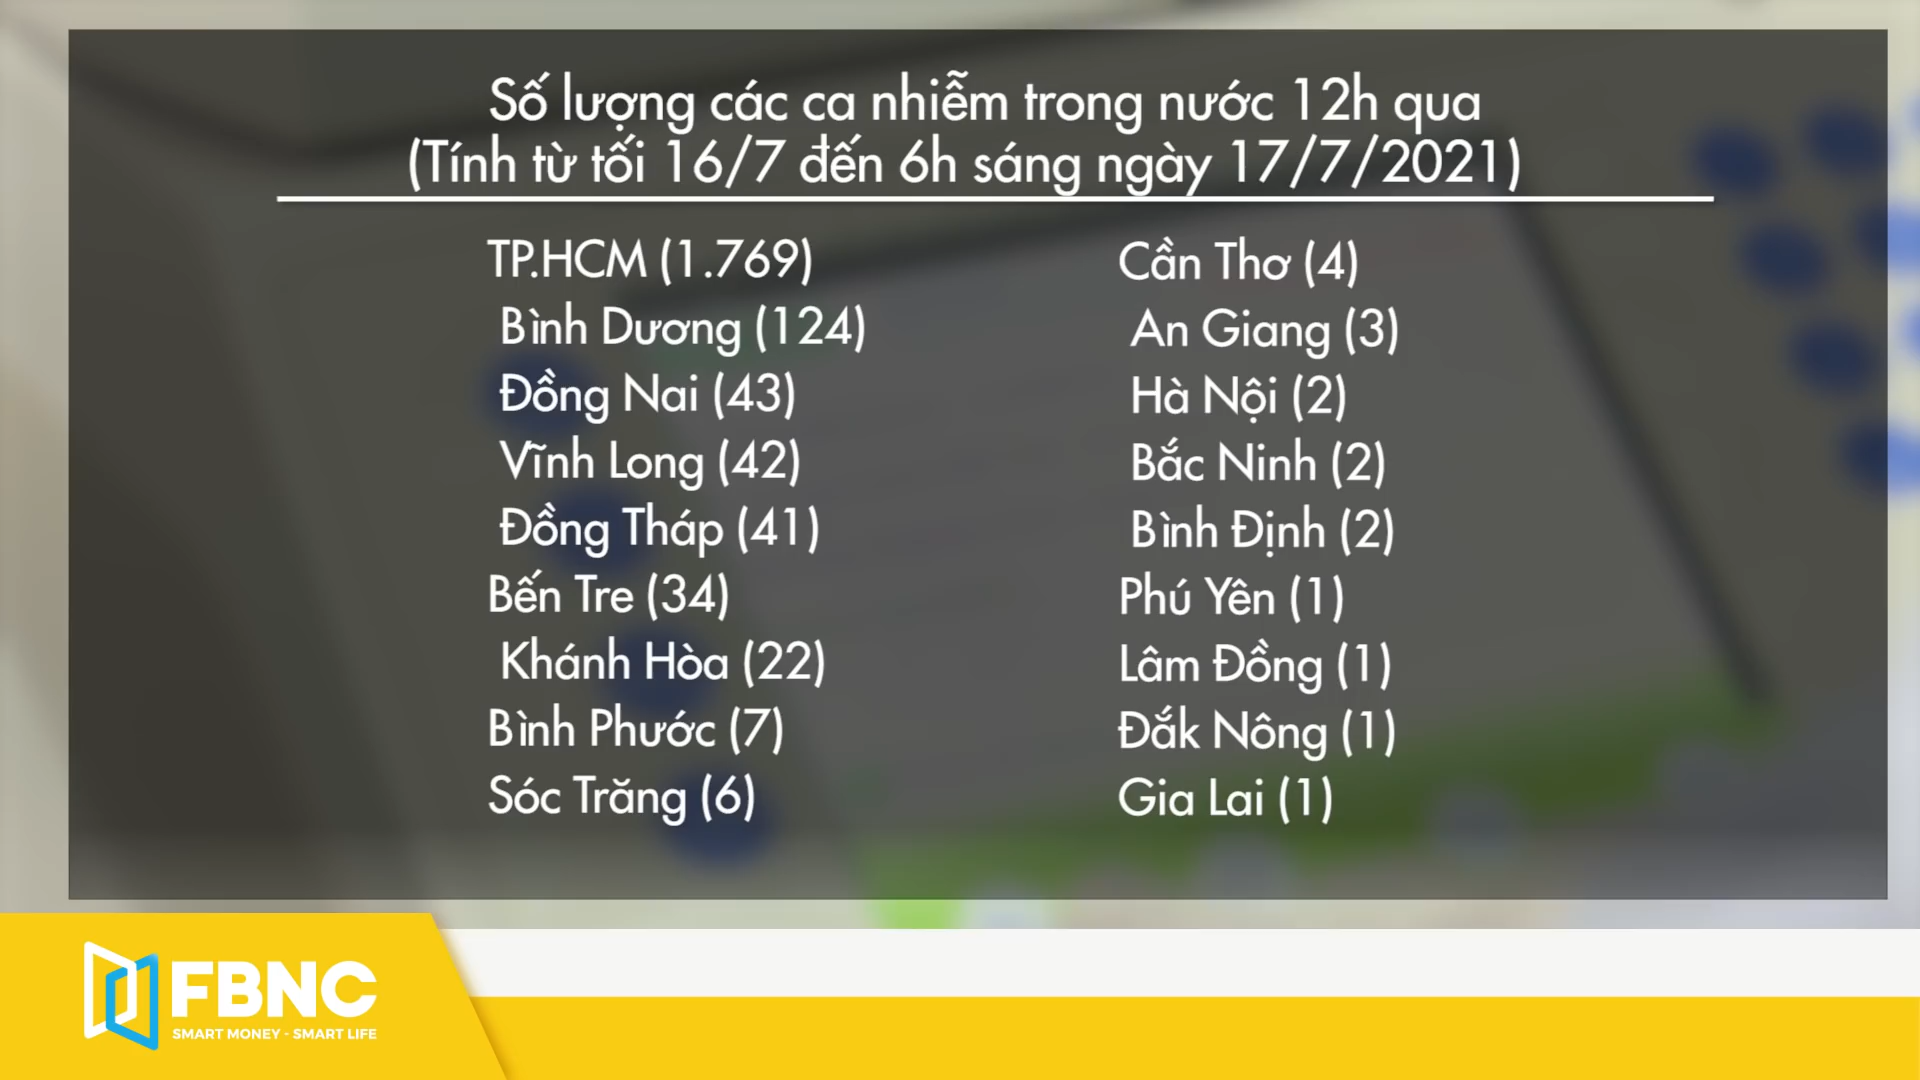 Số lượng các ca nhiễm trong nước 12h qua
(Tính từ tối 16/7 đến 6h sáng ngày 17/7/2021)
TP.HCM (1.769)
Bình Dương (124)
Đồng Nai (43)
Vĩnh Long (42)
Đồng Tháp (41)
Bến Tre (34)
Khánh Hòa (22)
Bình Phước (7)
Sóc Trăng (6)
Cần Thơ (4)
An Giang (3)
Hà Nội (2)
Bắc Ninh (2)
Bình Định (2)
Phú Yên (1)
Lâm Đồng (1)
Đắk Nông (1)
Gia Lai (1)
FBNC
SMART MONEY - SMART LIFE